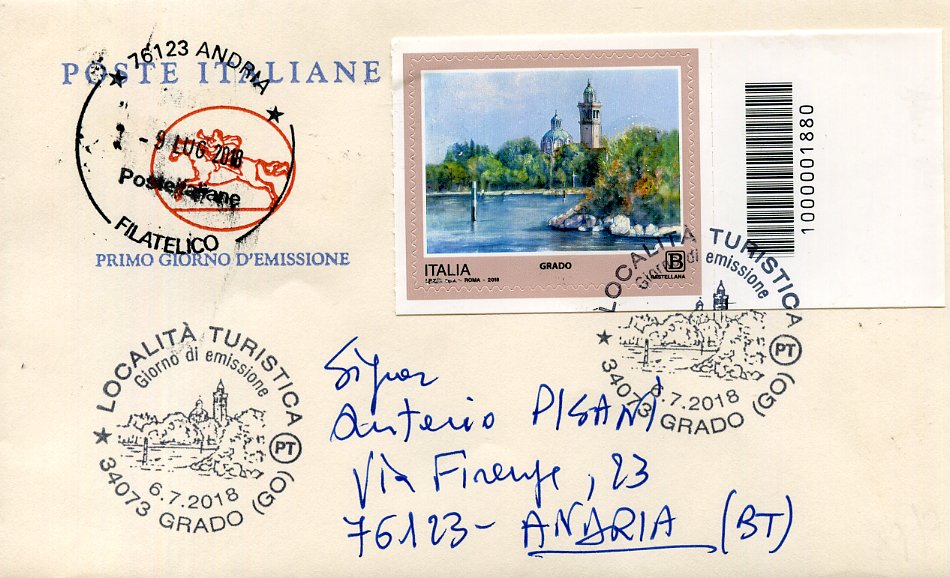 POSTE ITALIANE
76123 ANDRIA
- 9 LUG 2018
Posteitaliane
FILATELICO
PRIMO GIORNO D'EMISSIONE
ITALIA
GRADO
B
ROMA - 2018
1000001880
LOCALITÀ TURISTICA
Giorno di emissione
PT
6.7.2018
34073 GRADO (GO)
LOCALITÀ TURISTICA
Giorno di emissione
PT
6.7.2018
34073 GRADO (GO)
Signor
Antonio PISANI
Via Firenze, 23
76123 - ANDRIA (BT)